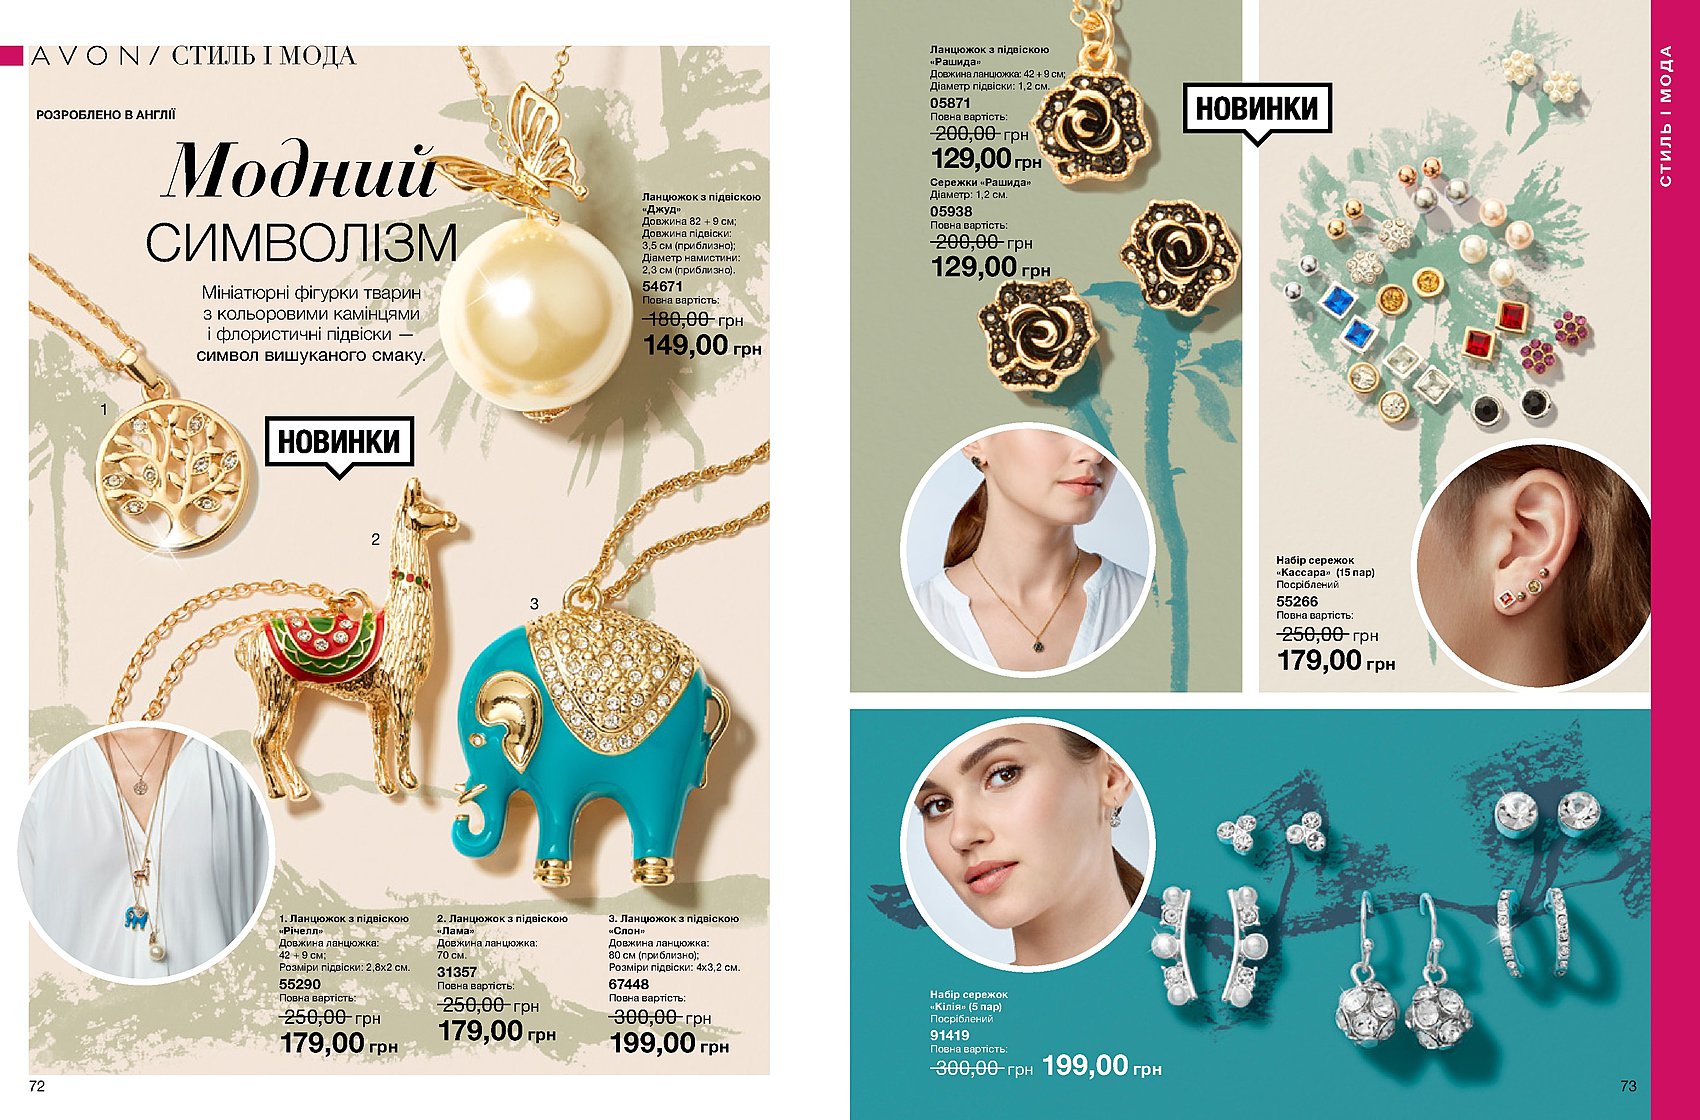 AVON / СТИЛЬ І МОДА
РОЗРОБЛЕНО В АНГЛІЇ
Модний
СИМВОЛІЗМ
Мініатюрні фігурки тварин
з кольоровими камінцями
і флористичні підвіски —
символ вишуканого смаку.
Ланцюжок з підвіскою
«Джуд»
Довжина 82 + 9 см;
Довжина підвіски:
3,5 см (приблизно);
Діаметр намистини:
2,3 см (приблизно).
54671
Повна вартість:
180,00 грн
149,00 грн
1
НОВИНКИ
2
3
1. Ланцюжок з підвіскою
«Річелл»
Довжина ланцюжка:
42 + 9 см;
Розміри підвіски: 2,8х2 см.
55290
Повна вартість:
250,00 грн
179,00 грн
2. Ланцюжок з підвіскою
«Лама»
Довжина ланцюжка:
70 см.
31357
Повна вартість:
250,00 грн
179,00 грн
3. Ланцюжок з підвіскою
«Слон»
Довжина ланцюжка:
80 см (приблизно);
Розміри підвіски: 4х3,2 см.
67448
Повна вартість:
300,00 грн
199,00 грн
72
Ланцюжок з підвіскою
«Рашида»
Довжина ланцюжка: 42 + 9 см;
Діаметр підвіски: 1,2 см.
05871
Повна вартість:
200,00 грн
129,00 грн
Сережки «Рашида»
Діаметр: 1,2 см.
05938
Повна вартість:
200,00 грн
129,00 грн
НОВИНКИ
СТИЛЬ І МОДА
Набір сережок
«Кассара» (15 пар)
Посріблений
55266
Повна вартість:
250,00 грн
179,00 грн
Набір сережок
«Кілія» (5 пар)
Посріблений
91419
Повна вартість:
300,00 грн 199,00 грн
73